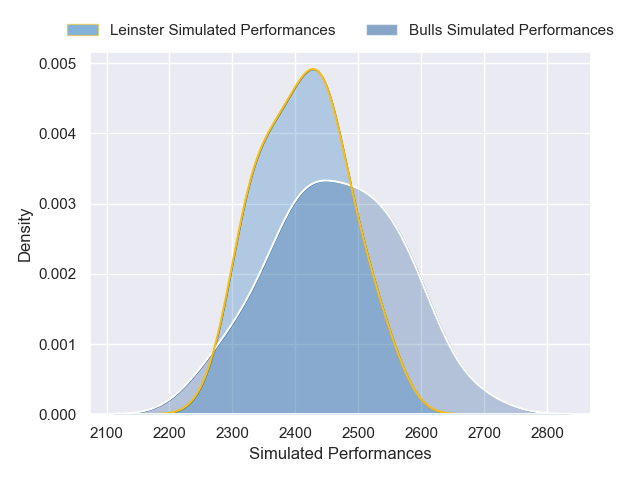 Leinster Simulated Performances Bulls Simulated Performances
0.005
0.004
0.003
0.002
0.001
0.000
Density
2100 2200 2300 2400 2500 2600 2700 2800
Simulated Performances